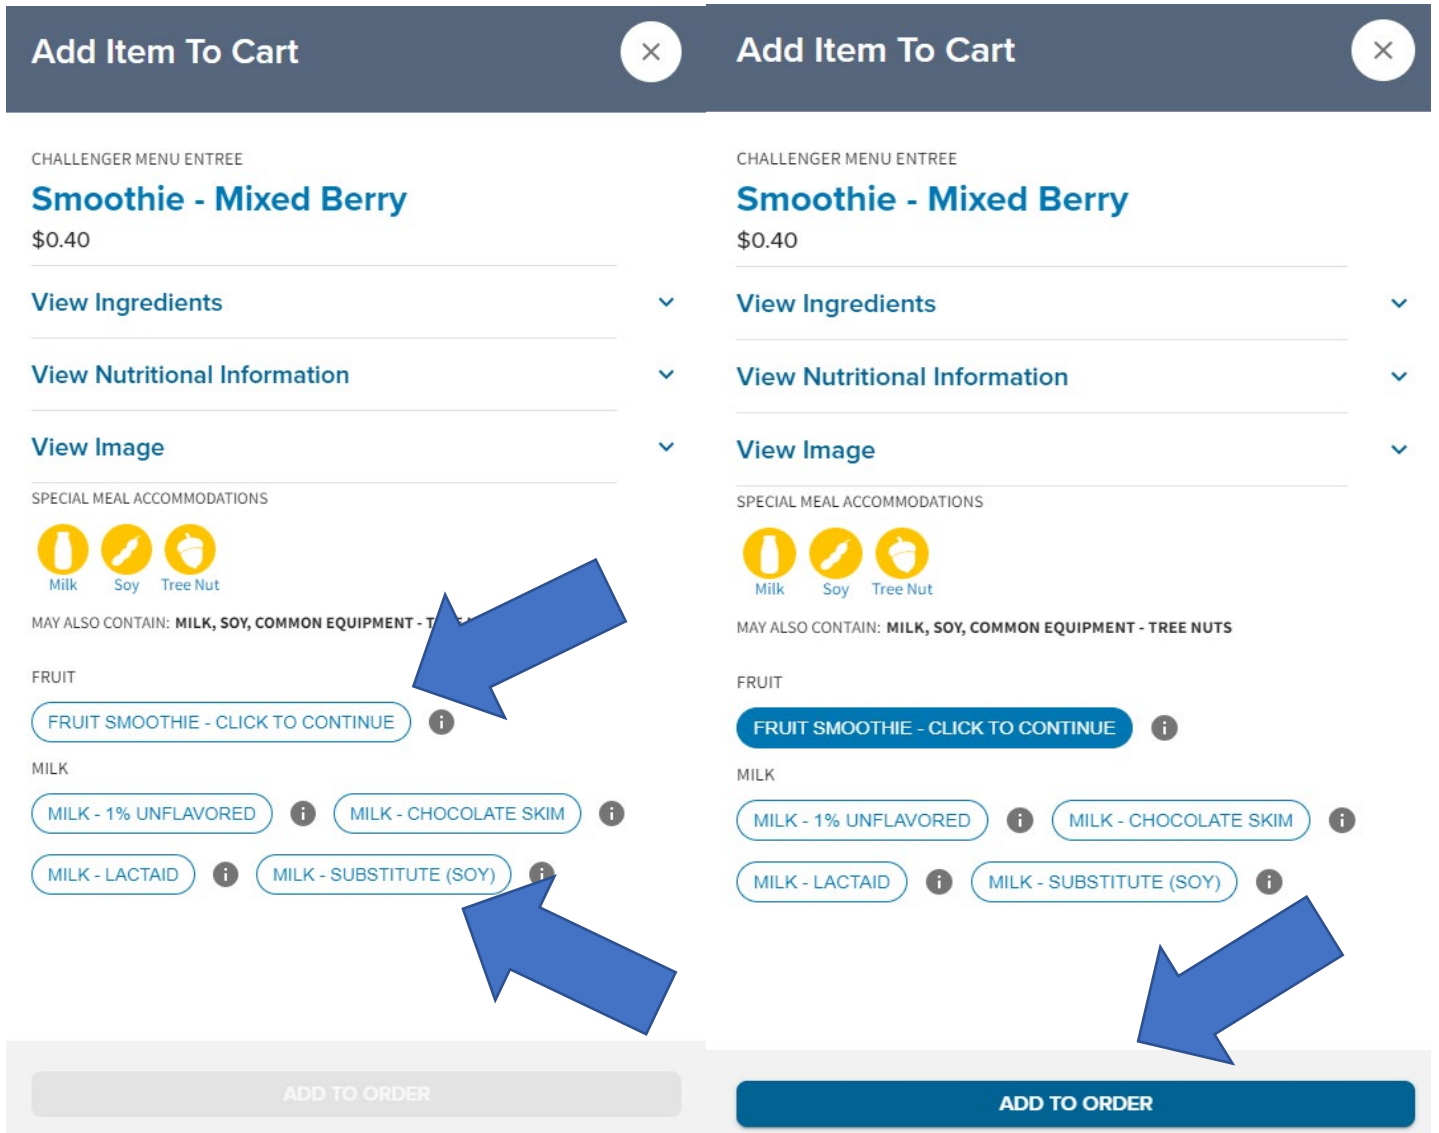 Add Item To Cart
CHALLENGER MENU ENTREE
Smoothie - Mixed Berry
$0.40
View Ingredients
View Nutritional Information
View Image
SPECIAL MEAL ACCOMMODATIONS
Milk Soy Tree Nut
MAY ALSO CONTAIN: MILK, SOY, COMMON EQUIPMENT -
FRUIT
FRUIT SMOOTHIE - CLICK TO CONTINUE
MILK
MILK - 1% UNFLAVORED MILK - CHOCOLATE SKIM
MILK - LACTAID MILK - SUBSTITUTE (SOY)
ADD TO ORDER
Add Item To Cart
CHALLENGER MENU ENTREE
Smoothie - Mixed Berry
$0.40
View Ingredients
View Nutritional Information
View Image
SPECIAL MEAL ACCOMMODATIONS
Milk Soy Tree Nut
MAY ALSO CONTAIN: MILK, SOY, COMMON EQUIPMENT - TREE NUTS
FRUIT
FRUIT SMOOTHIE - CLICK TO CONTINUE
MILK
MILK - 1% UNFLAVORED MILK - CHOCOLATE SKIM
MILK - LACTAID MILK - SUBSTITUTE (SOY)
ADD TO ORDER